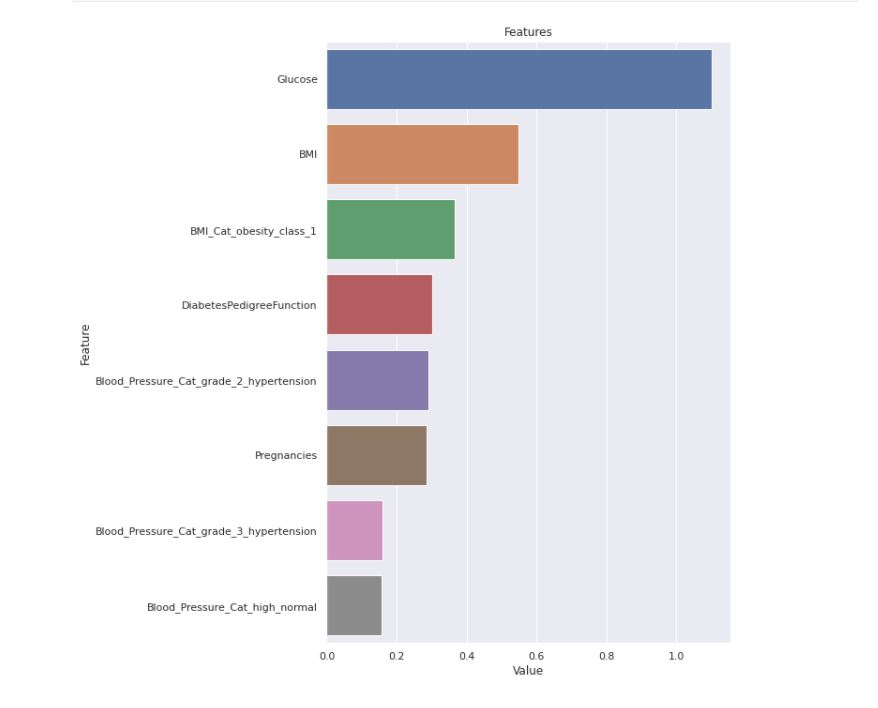 Features
Glucose
BMI
BMI_Cat_obesity_class_1
DiabetesPedigreeFunction
Feature
Blood_Pressure_Cat_grade_2_hypertension
Pregnancies
Blood_Pressure_Cat_grade_3_hypertension
Blood_Pressure_Cat_high_normal
0.0 0.2 0.4 0.6 0.8 1.0
Value